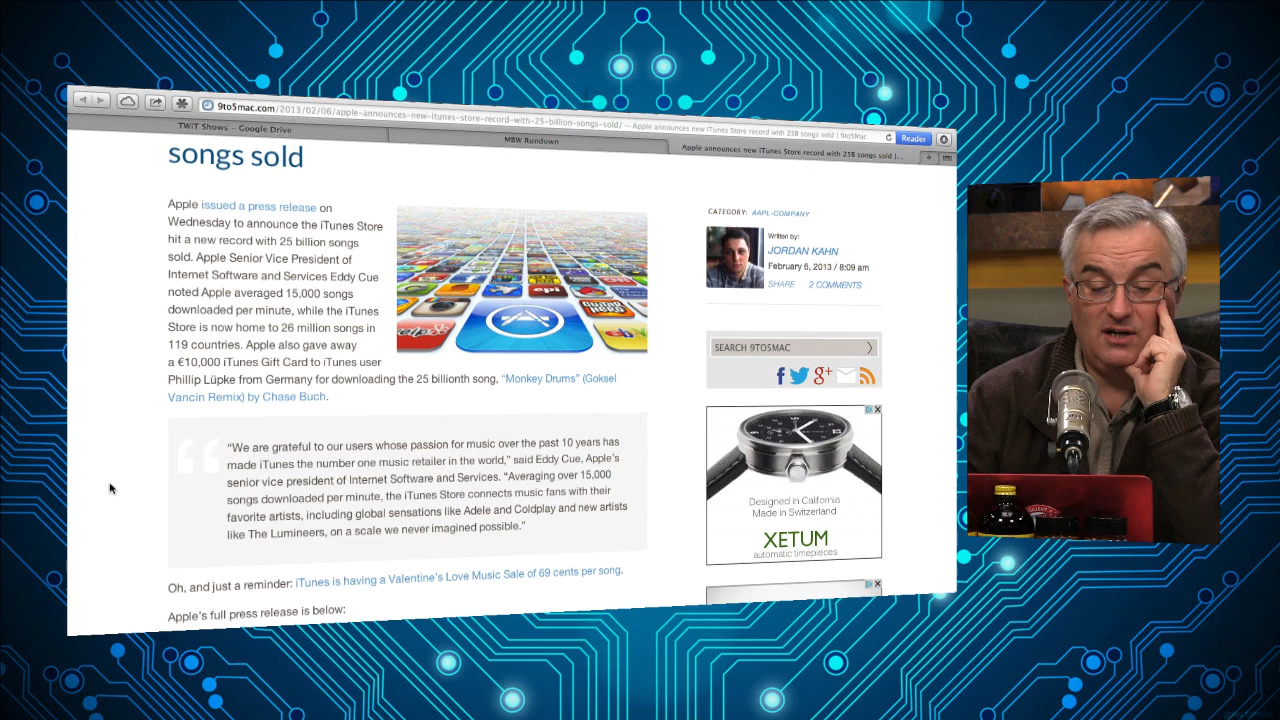 9to5mac.com/2013/02/06/apple-announces-new-itunes-store-record-with-25-billion-songs-sold/ — Apple announces new iTunes Store record with 25B songs sold | 9to5Mac
Reader
TWiT Shows – Google Drive
MBW Rundown
Apple announces new iTunes Store record with 25B songs sold |...
songs sold
Apple issued a press release on
Wednesday to announce the iTunes Store
hit a new record with 25 billion songs
sold. Apple Senior Vice President of
Internet Software and Services Eddy Cue
noted Apple averaged 15,000 songs
downloaded per minute, while the iTunes
Store is now home to 26 million songs in
119 countries. Apple also gave away
a €10,000 iTunes Gift Card to iTunes user
Phillip Lüpke from Germany for downloading the 25 billionth song, "Monkey Drums" (Goksel
Vancin Remix) by Chase Buch.
"We are grateful to our users whose passion for music over the past 10 years has
made iTunes the number one music retailer in the world," said Eddy Cue, Apple's
senior vice president of Internet Software and Services. "Averaging over 15,000
songs downloaded per minute, the iTunes Store connects music fans with their
favorite artists, including global sensations like Adele and Coldplay and new artists
like The Lumineers, on a scale we never imagined possible."
Oh, and just a reminder: iTunes is having a Valentine's Love Music Sale of 69 cents per song.
Apple's full press release is below:
yelp
epi
CATEGORY: AAPL-COMPANY
Written by:
JORDAN KAHN
February 6, 2013 / 8:09 am
SHARE 2 COMMENTS
SEARCH 9TO5MAC
Designed in California
Made in Switzerland
XETUM
automatic timepieces